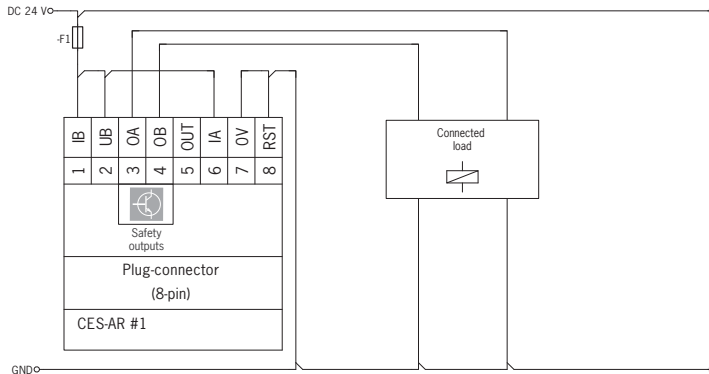 DC 24 V
-F1
IB UB OA OB OUT IA 0V RST
1 2 3 4 5 6 7 8
Connected
load
Safety
outputs
Plug-connector
(8-pin)
CES-AR #1
GND